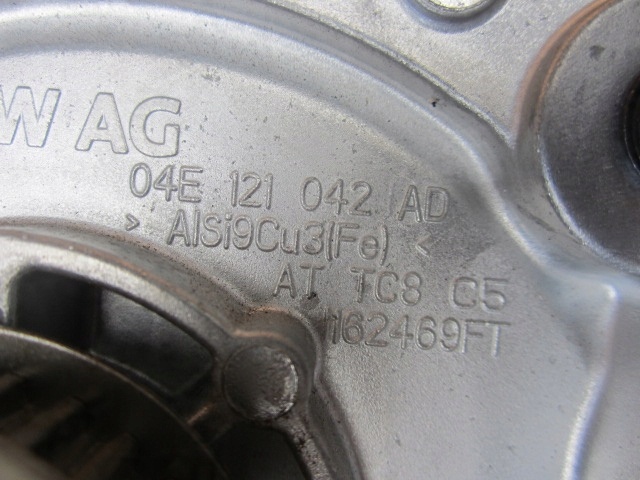 W AG
04E 121 042 AD
> AlSi9Cu3(Fe) <
AT TC8 C5
162469FT